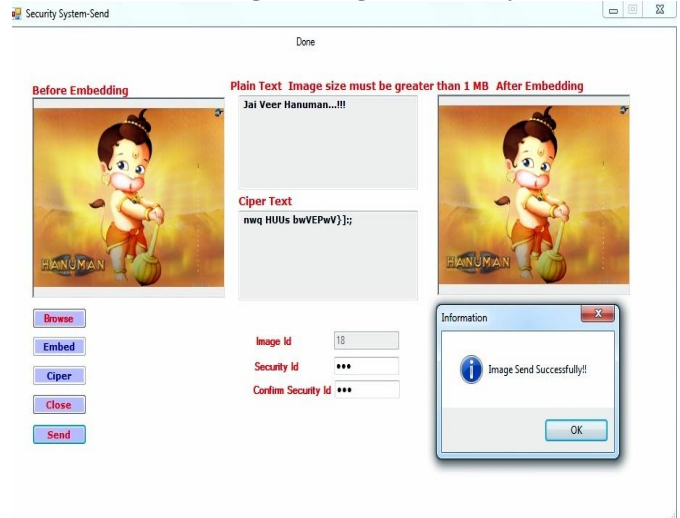 Security System-Send
Done
Before Embedding
Plain Text Image size must be greater than 1 MB After Embedding
Jai Veer Hanuman...!!!
HANUMAN
Ciper Text
nwq HUUs bwVEPwV}]:;
HANUMAN
Browse
Embed
Ciper
Close
Send
Image Id
18
Security Id
•••
Confirm Security Id
•••
Information
Image Send Successfully!!
OK